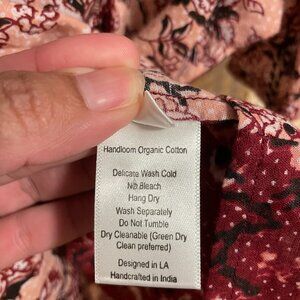 Handloom Organic Cotton
Delicate Wash Cold
No Bleach
Hang Dry
Wash Separately
Do Not Tumble
Dry Cleanable (Green Dry
Clean preferred)
Designed in LA
Handcrafted in India